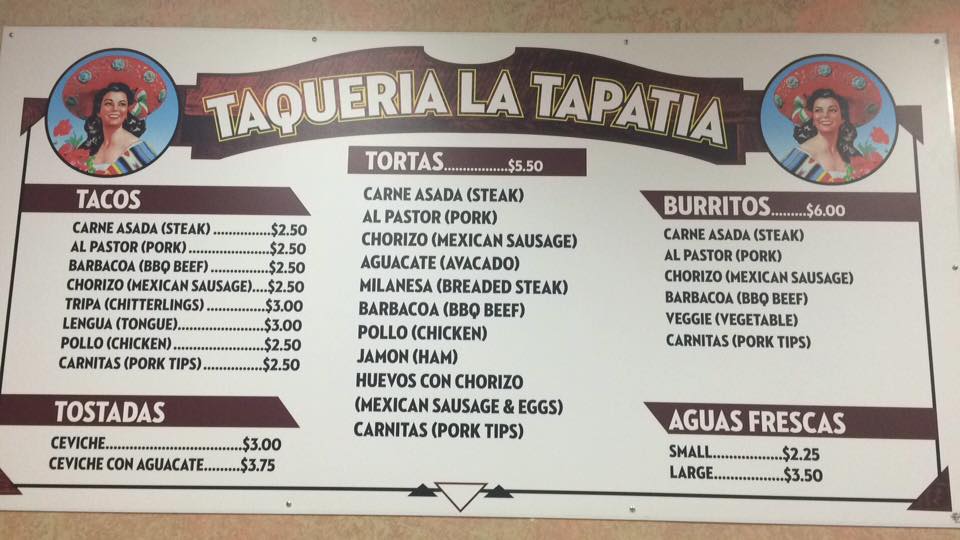 TAQUERIA LA TAPATIA
TACOS
CARNE ASADA (STEAK) ..............$2.50
AL PASTOR (PORK) ....................$2.50
BARBACOA (BBQ BEEF) ..............$2.50
CHORIZO (MEXICAN SAUSAGE)....$2.50
TRIPA (CHITTERLINGS) ...............$3.00
LENGUA (TONGUE)......................$3.00
POLLO (CHICKEN) .......................$2.50
CARNITAS (PORK TIPS)...............$2.50
TOSTADAS
CEVICHE....................................$3.00
CEVICHE CON AGUACATE.........$3.75
TORTAS..................$5.50
CARNE ASADA (STEAK)
AL PASTOR (PORK)
CHORIZO (MEXICAN SAUSAGE)
AGUACATE (AVACADO)
MILANESA (BREADED STEAK)
BARBACOA (BBQ BEEF)
POLLO (CHICKEN)
JAMON (HAM)
HUEVOS CON CHORIZO
(MEXICAN SAUSAGE & EGGS)
CARNITAS (PORK TIPS)
BURRITOS.........$6.00
CARNE ASADA (STEAK)
AL PASTOR (PORK)
CHORIZO (MEXICAN SAUSAGE)
BARBACOA (BBQ BEEF)
VEGGIE (VEGETABLE)
CARNITAS (PORK TIPS)
AGUAS FRESCAS
SMALL..................$2.25
LARGE..................$3.50